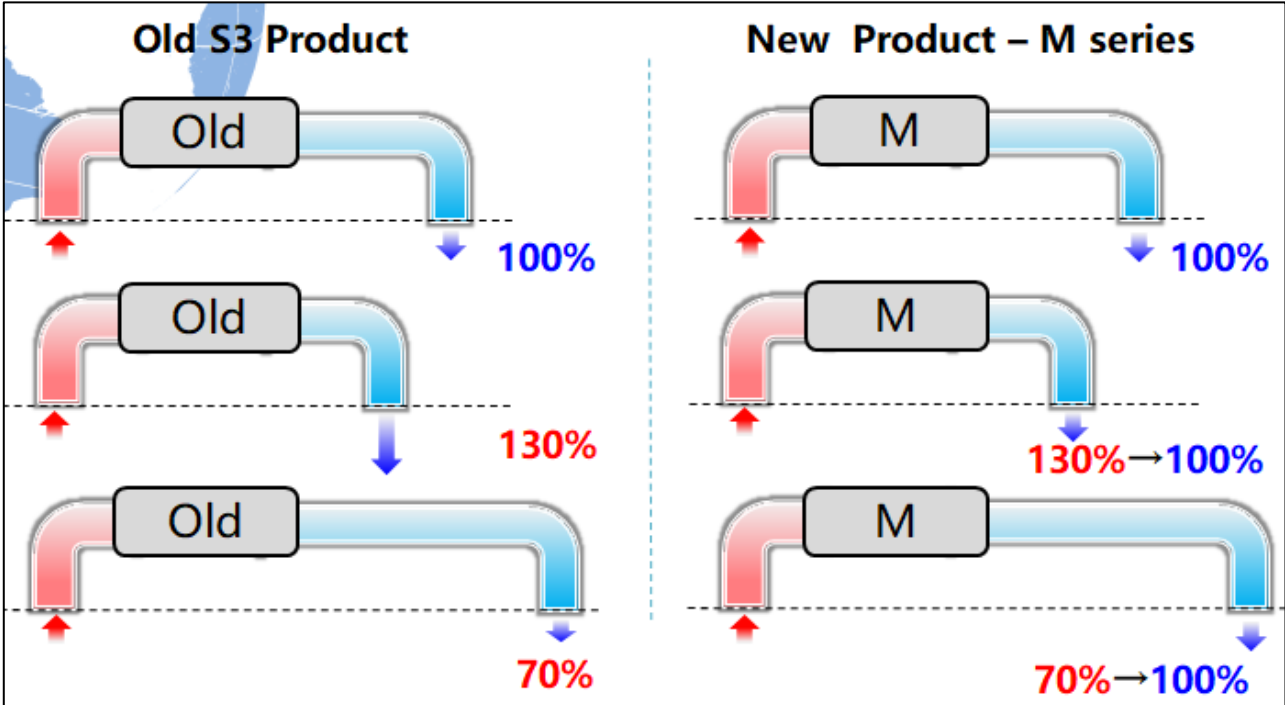 Old S3 Product
Old
100%
Old
130%
Old
70%
New Product – M series
M
100%
M
130%→100%
M
70%→100%